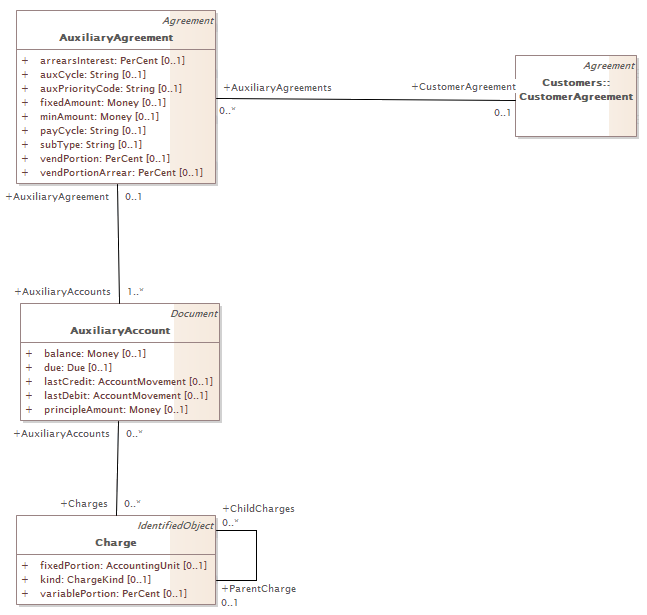 Agreement
AuxiliaryAgreement
+ arrearsInterest: PerCent [0..1]
+ auxCycle: String [0..1]
+ auxPriorityCode: String [0..1]
+ fixedAmount: Money [0..1]
+ minAmount: Money [0..1]
+ payCycle: String [0..1]
+ subType: String [0..1]
+ vendPortion: PerCent [0..1]
+ vendPortionArrear: PerCent [0..1]
+AuxiliaryAgreements
0..*
+CustomerAgreement
0..1
Agreement
Customers::
CustomerAgreement
+AuxiliaryAgreement 0..1
+AuxiliaryAccounts 1..*
Document
AuxiliaryAccount
+ balance: Money [0..1]
+ due: Due [0..1]
+ lastCredit: AccountMovement [0..1]
+ lastDebit: AccountMovement [0..1]
+ principleAmount: Money [0..1]
+AuxiliaryAccounts 0..*
+Charges 0..*
IdentifiedObject
Charge
+ fixedPortion: AccountingUnit [0..1]
+ kind: ChargeKind [0..1]
+ variablePortion: PerCent [0..1]
+ChildCharges
0..*
+ParentCharge
0..1